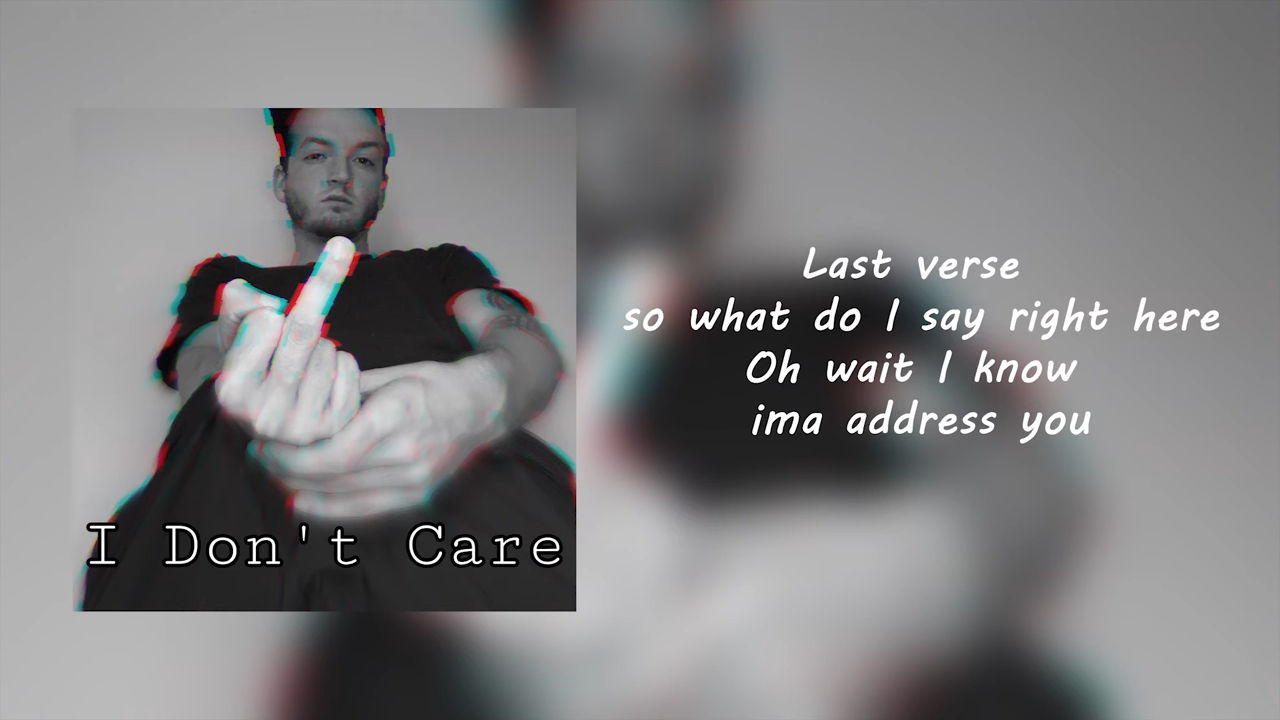 I Don't Care
Last verse
so what do I say right here
Oh wait I know
ima address you